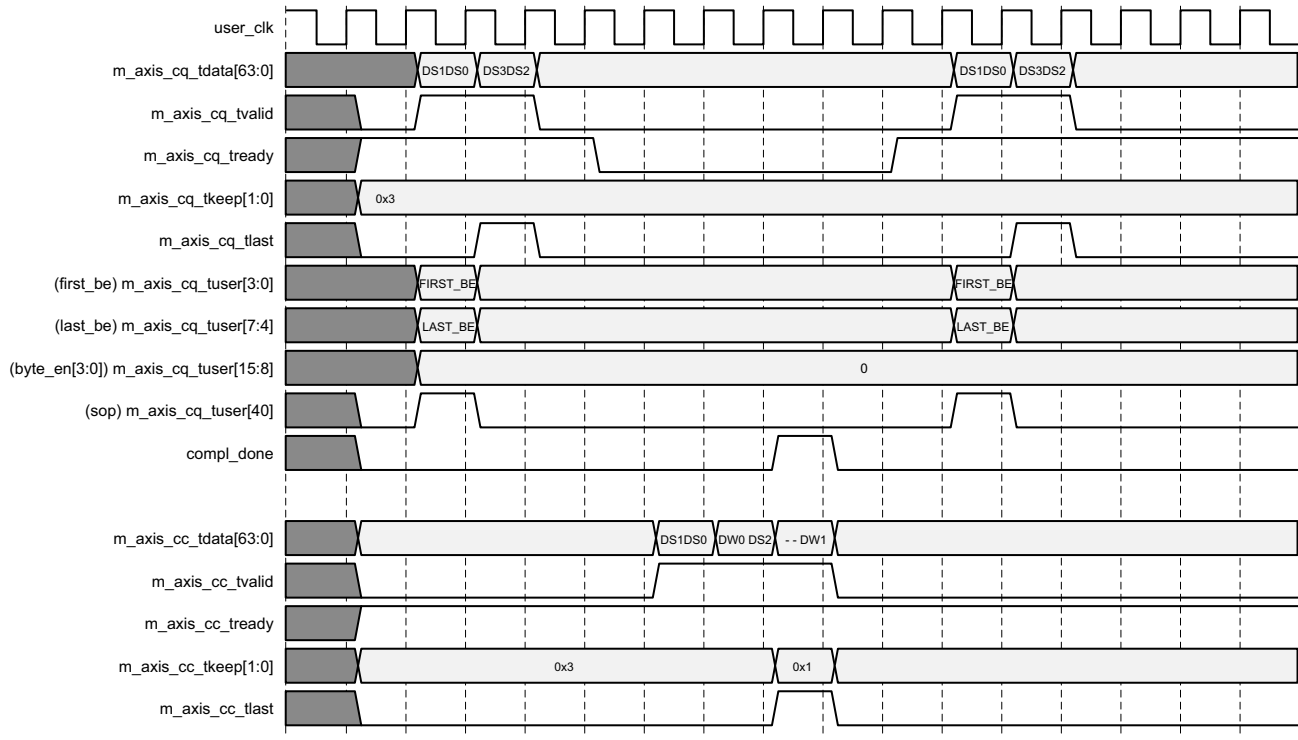 user_clk
m_axis_cq_tdata[63:0] DS1DS0 DS3DS2 DS1DS0 DS3DS2
m_axis_cq_tvalid
m_axis_cq_tready
m_axis_cq_tkeep[1:0] 0x3
m_axis_cq_tlast
(first_be) m_axis_cq_tuser[3:0] FIRST_BE FIRST_BE
(last_be) m_axis_cq_tuser[7:4] LAST_BE LAST_BE
(byte_en[3:0]) m_axis_cq_tuser[15:8] 0
(sop) m_axis_cq_tuser[40]
compl_done
m_axis_cc_tdata[63:0] DS1DS0 DW0 DS2 - - DW1
m_axis_cc_tvalid
m_axis_cc_tready
m_axis_cc_tkeep[1:0] 0x3 0x1
m_axis_cc_tlast